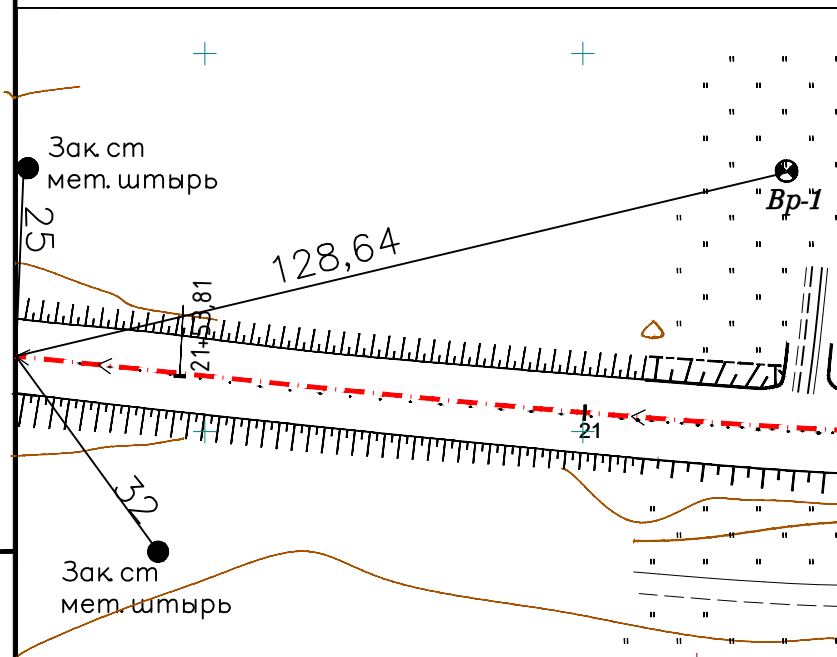 Зак. ст
мет. штырь
Вр-1
25
128,64
21+53,81
21
32
Зак. ст
мет. штырь